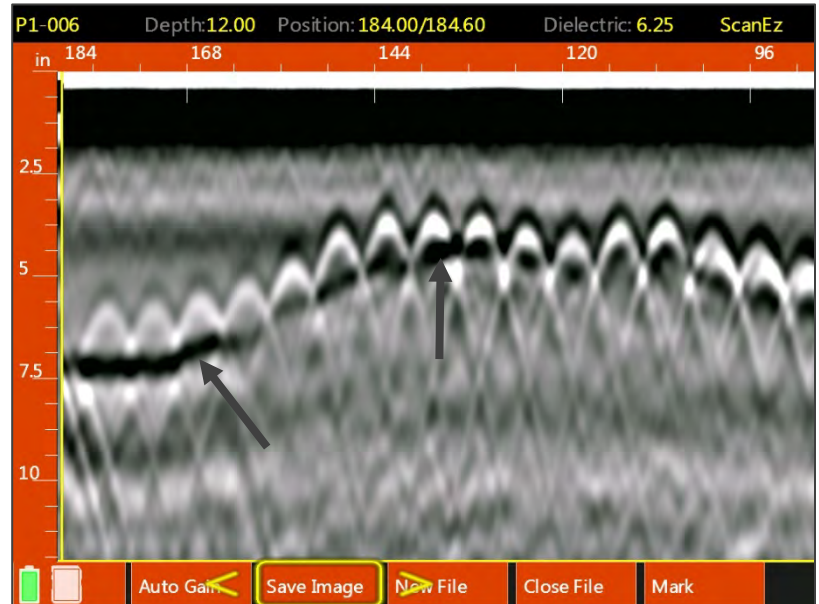 P1-006 Depth:12.00 Position:184.00/184.60 Dielectric: 6.25 ScanEz
in 184 168 144 120 96
2.5
5
7.5
10
Auto Gain < Save Image New > File Close File Mark